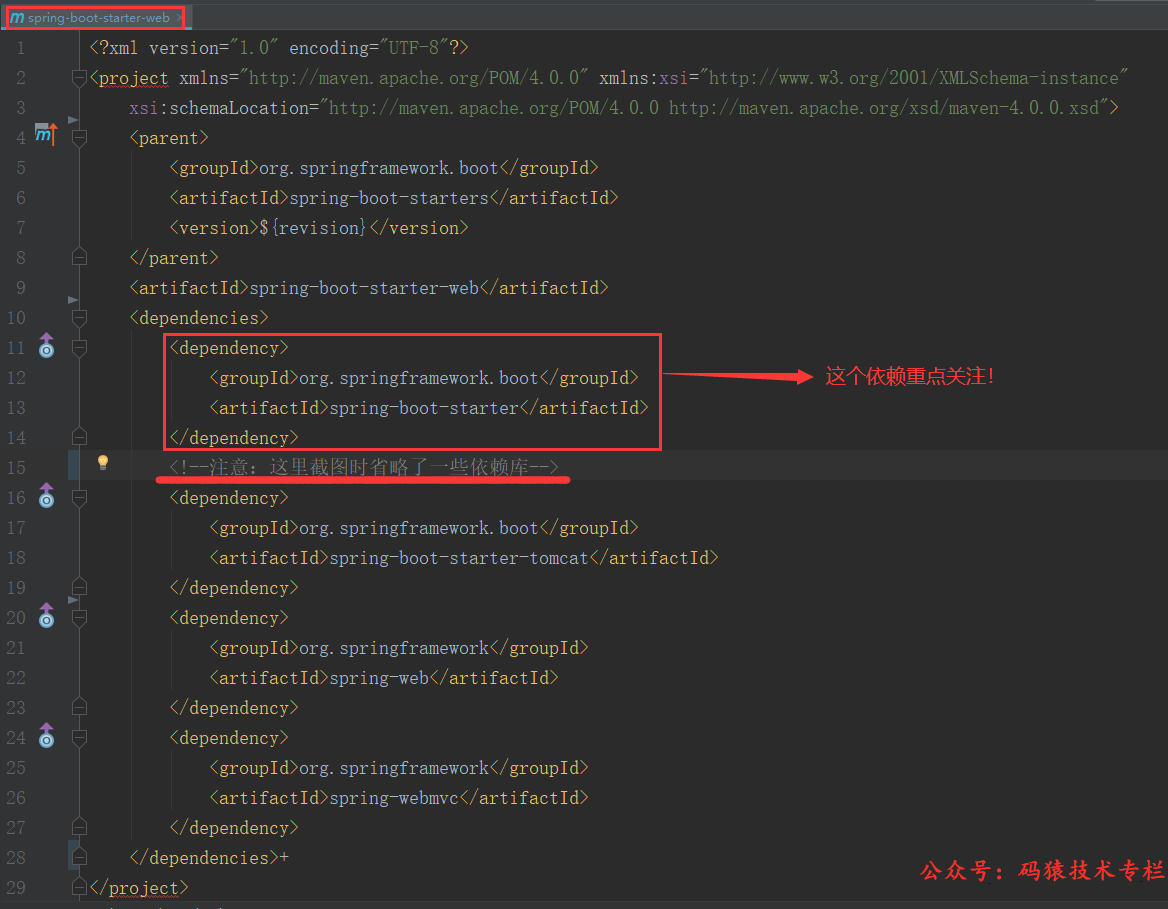 spring-boot-starter-web
1 <?xml version="1.0" encoding="UTF-8"?>
2 <project xmlns="http://maven.apache.org/POM/4.0.0" xmlns:xsi="http://www.w3.org/2001/XMLSchema-instance"
3 xsi:schemaLocation="http://maven.apache.org/POM/4.0.0 http://maven.apache.org/xsd/maven-4.0.0.xsd">
4 <parent>
5 <groupId>org.springframework.boot</groupId>
6 <artifactId>spring-boot-starters</artifactId>
7 <version>${revision}</version>
8 </parent>
9 <artifactId>spring-boot-starter-web</artifactId>
10 <dependencies>
11 <dependency>
12 <groupId>org.springframework.boot</groupId> 这个依赖重点关注!
13 <artifactId>spring-boot-starter</artifactId>
14 </dependency>
15 <!--注意：这里截图时省略了一些依赖库-->
16 <dependency>
17 <groupId>org.springframework.boot</groupId>
18 <artifactId>spring-boot-starter-tomcat</artifactId>
19 </dependency>
20 <dependency>
21 <groupId>org.springframework</groupId>
22 <artifactId>spring-web</artifactId>
23 </dependency>
24 <dependency>
25 <groupId>org.springframework</groupId>
26 <artifactId>spring-webmvc</artifactId>
27 </dependency>
28 </dependencies>+
29 </project>
公众号：码猿技术专栏